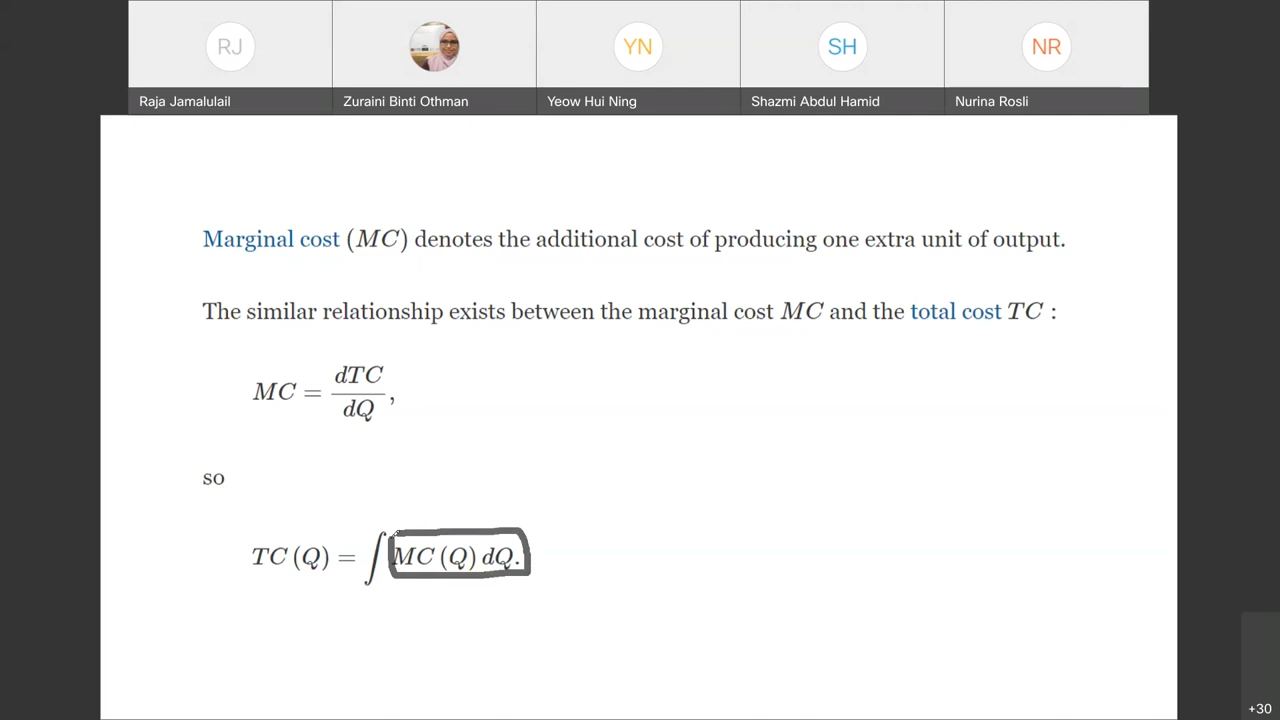 RJ
YN
SH
NR
Raja Jamalulail
Zuraini Binti Othman
Yeow Hui Ning
Shazmi Abdul Hamid
Nurina Rosli
Marginal cost (MC) denotes the additional cost of producing one extra unit of output.
The similar relationship exists between the marginal cost MC and the total cost TC :
MC = dTC/dQ,
so
TC (Q) = ∫ MC (Q) dQ.
+30